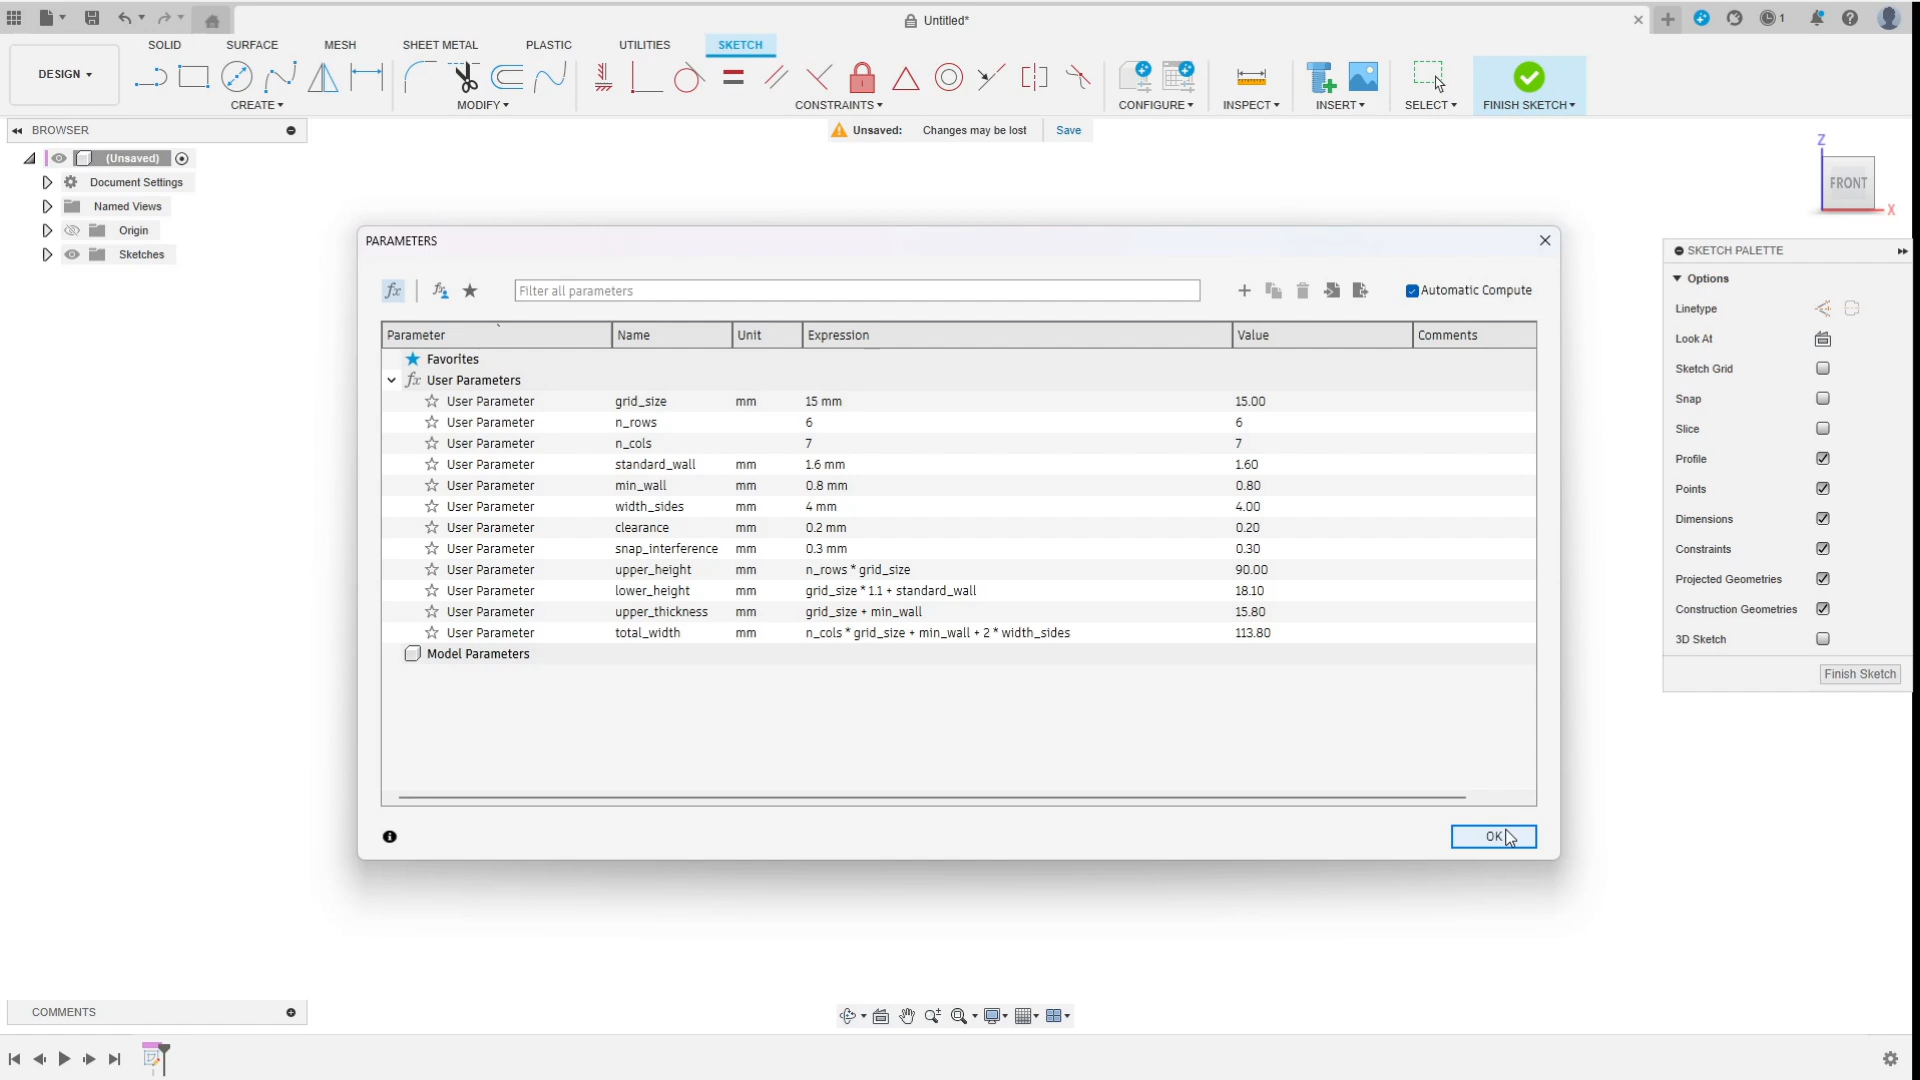 Untitled*
1
DESIGN
SOLID SURFACE MESH SHEET METAL PLASTIC UTILITIES SKETCH
CREATE MODIFY CONSTRAINTS CONFIGURE INSPECT INSERT SELECT FINISH SKETCH
BROWSER
Unsaved: Changes may be lost Save
(Unsaved)
Document Settings
Named Views
Origin
Sketches
Z
FRONT
X
PARAMETERS
fx fx Filter all parameters Automatic Compute
Parameter Name Unit Expression Value Comments
Favorites
fx User Parameters
User Parameter grid_size mm 15 mm 15.00
User Parameter n_rows 6 6
User Parameter n_cols 7 7
User Parameter standard_wall mm 1.6 mm 1.60
User Parameter min_wall mm 0.8 mm 0.80
User Parameter width_sides mm 4 mm 4.00
User Parameter clearance mm 0.2 mm 0.20
User Parameter snap_interference mm 0.3 mm 0.30
User Parameter upper_height mm n_rows * grid_size 90.00
User Parameter lower_height mm grid_size * 1.1 + standard_wall 18.10
User Parameter upper_thickness mm grid_size + min_wall 15.80
User Parameter total_width mm n_cols * grid_size + min_wall + 2 * width_sides 113.80
Model Parameters
OK
SKETCH PALETTE
Options
Linetype
Look At
Sketch Grid
Snap
Slice
Profile
Points
Dimensions
Constraints
Projected Geometries
Construction Geometries
3D Sketch
Finish Sketch
COMMENTS